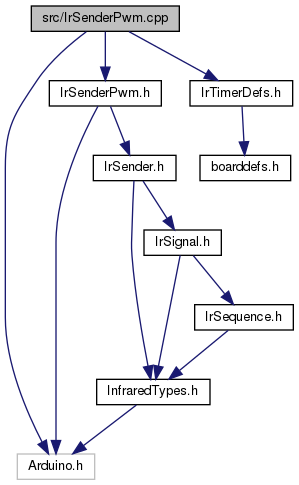 src/IrSenderPwm.cpp
IrSenderPwm.h
IrTimerDefs.h
IrSender.h
boarddefs.h
IrSignal.h
IrSequence.h
InfraredTypes.h
Arduino.h